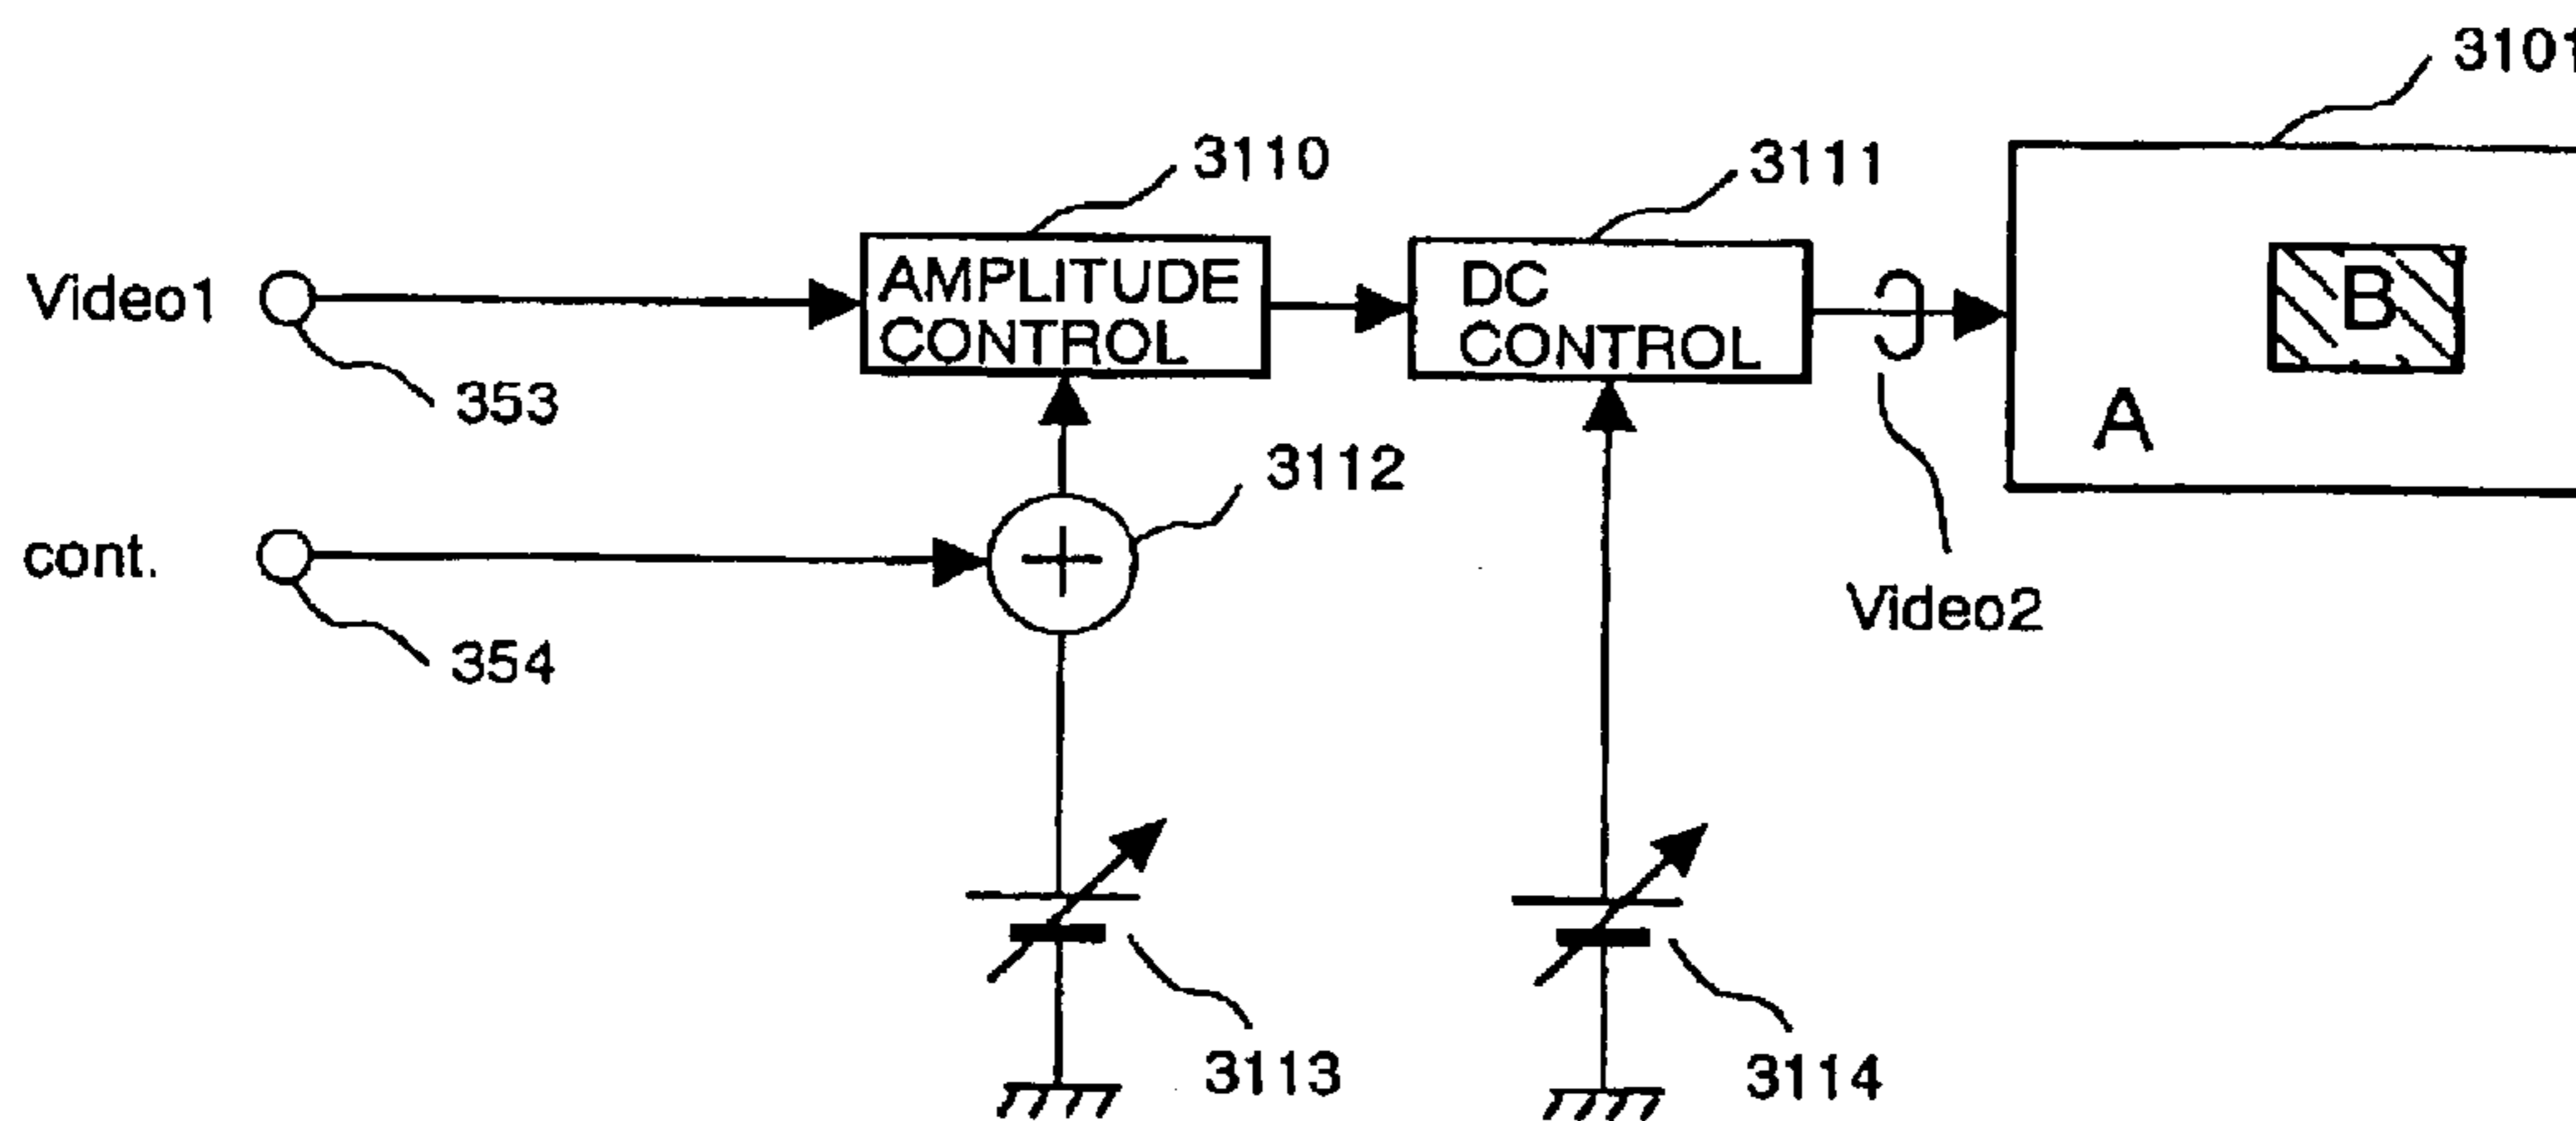 3101
3110
3111
Video1
AMPLITUDE
CONTROL
DC
CONTROL
B
A
353
3112
cont.
354
Video2
3113
3114